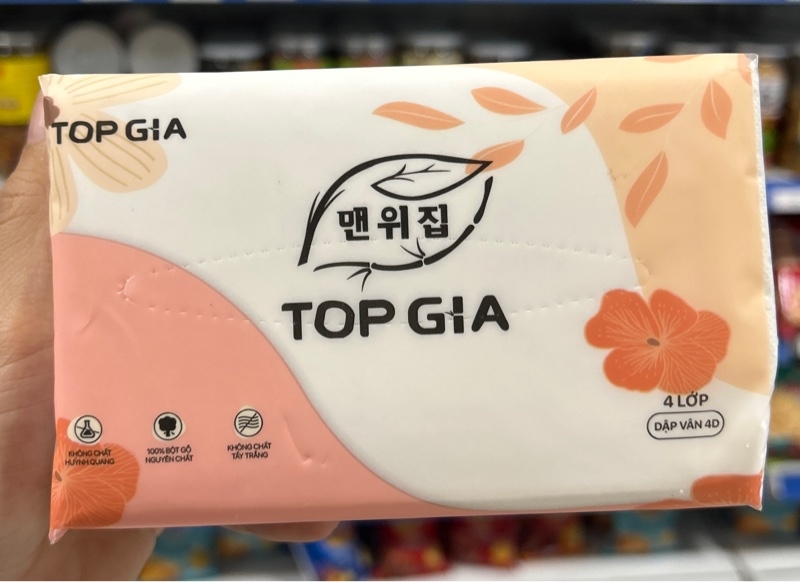 TOP GIA
맨위집
TOP GIA
4 LỚP
DẬP VÂN 4D
KHÔNG CHẤT
HUỲNH QUANG
100% BỘT GỖ
NGUYÊN CHẤT
KHÔNG CHẤT
TẨY TRẮNG